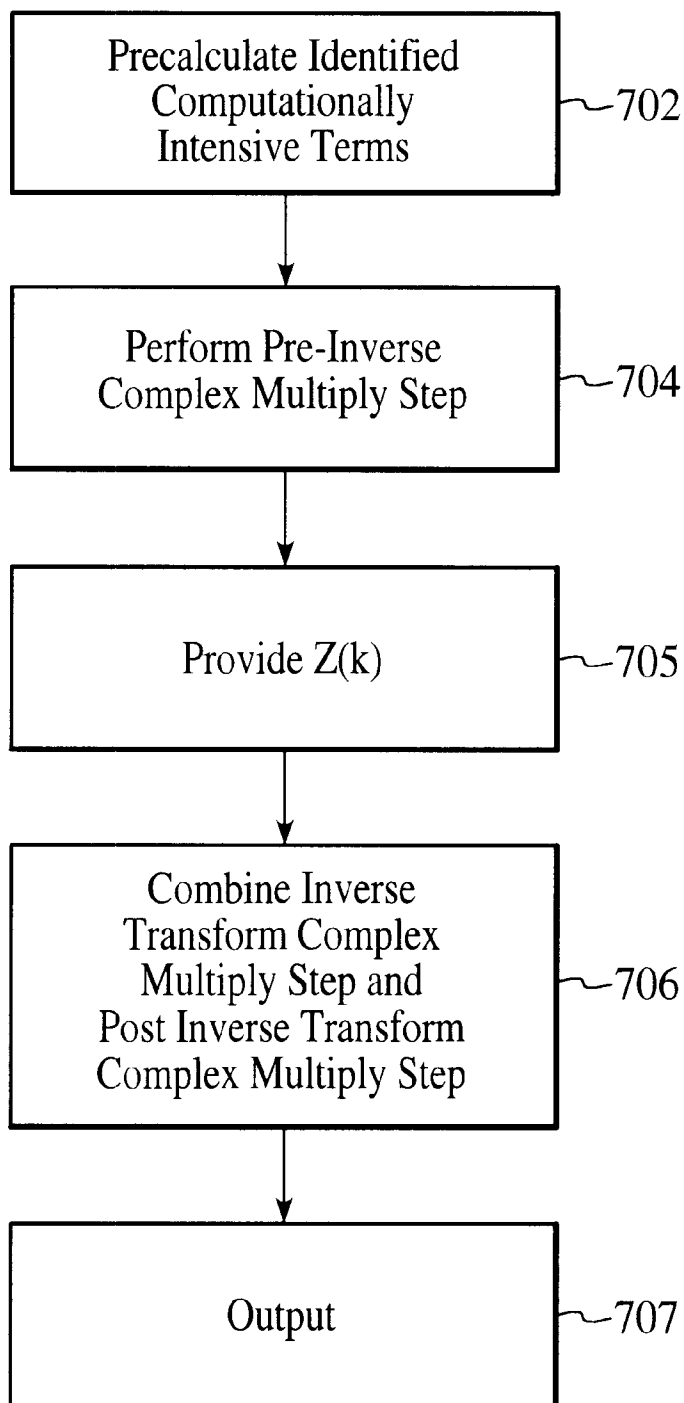 Precalculate Identified
Computationally
Intensive Terms
702
Perform Pre-Inverse
Complex Multiply Step
704
Provide Z(k)
705
Combine Inverse
Transform Complex
Multiply Step and
Post Inverse Transform
Complex Multiply Step
706
Output
707